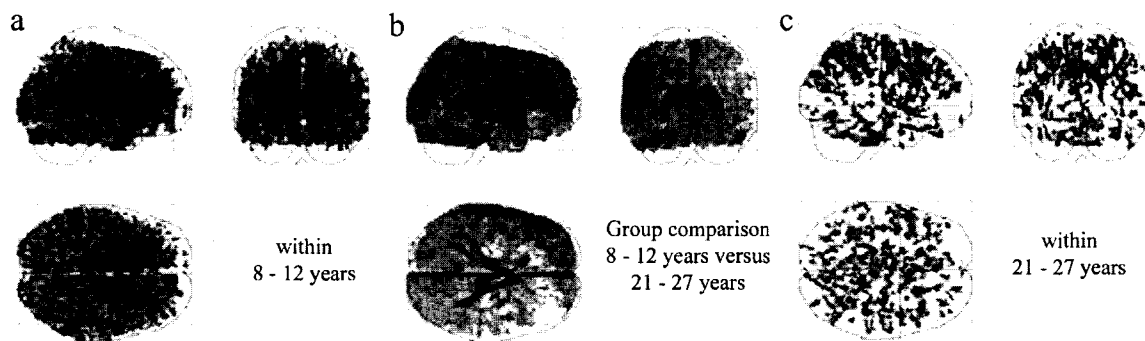 a
b
c
within
8 - 12 years
Group comparison
8 - 12 years versus
21 - 27 years
within
21 - 27 years